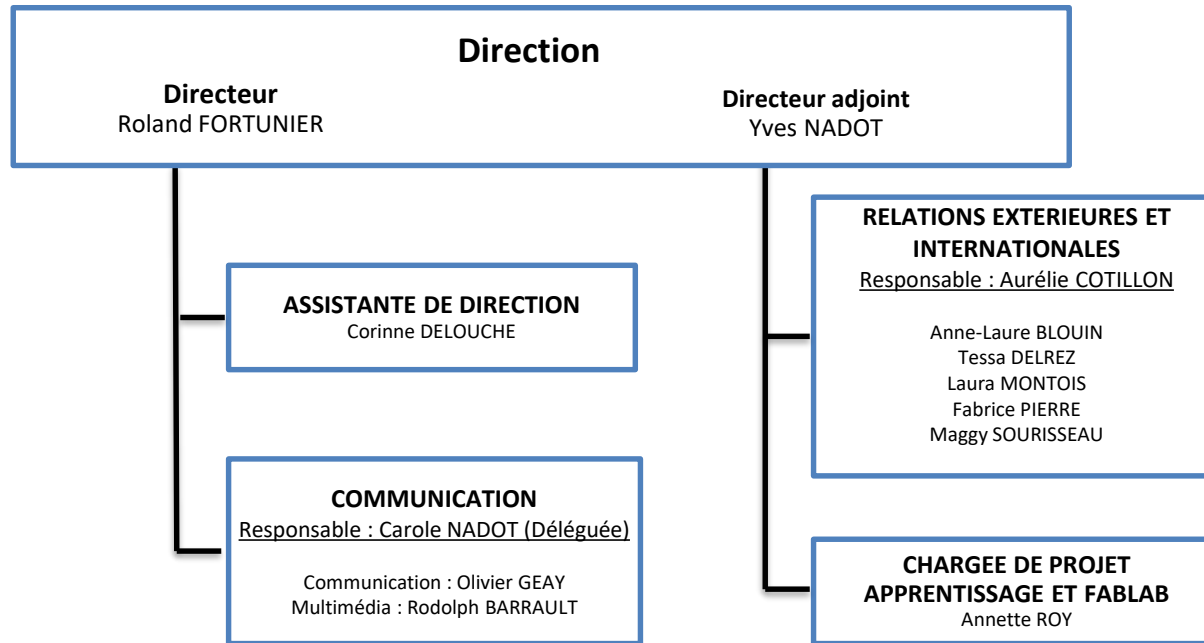 Direction
Directeur
Roland FORTUNIER
Directeur adjoint
Yves NADOT
ASSISTANTE DE DIRECTION
Corinne DELOUCHE
COMMUNICATION
Responsable : Carole NADOT (Déléguée)
Communication : Olivier GEAY
Multimédia : Rodolph BARRAULT
RELATIONS EXTERIEURES ET
INTERNATIONALES
Responsable : Aurélie COTILLON
Anne-Laure BLOUIN
Tessa DELREZ
Laura MONTOIS
Fabrice PIERRE
Maggy SOURISSEAU
CHARGEE DE PROJET
APPRENTISSAGE ET FABLAB
Annette ROY